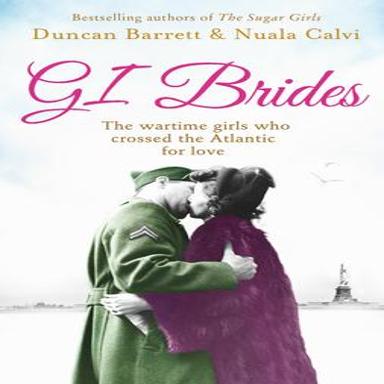 Bestselling authors of The Sugar Girls
Duncan Barrett & Nuala Calvi
GI Brides
The wartime girls who
crossed the Atlantic
for love